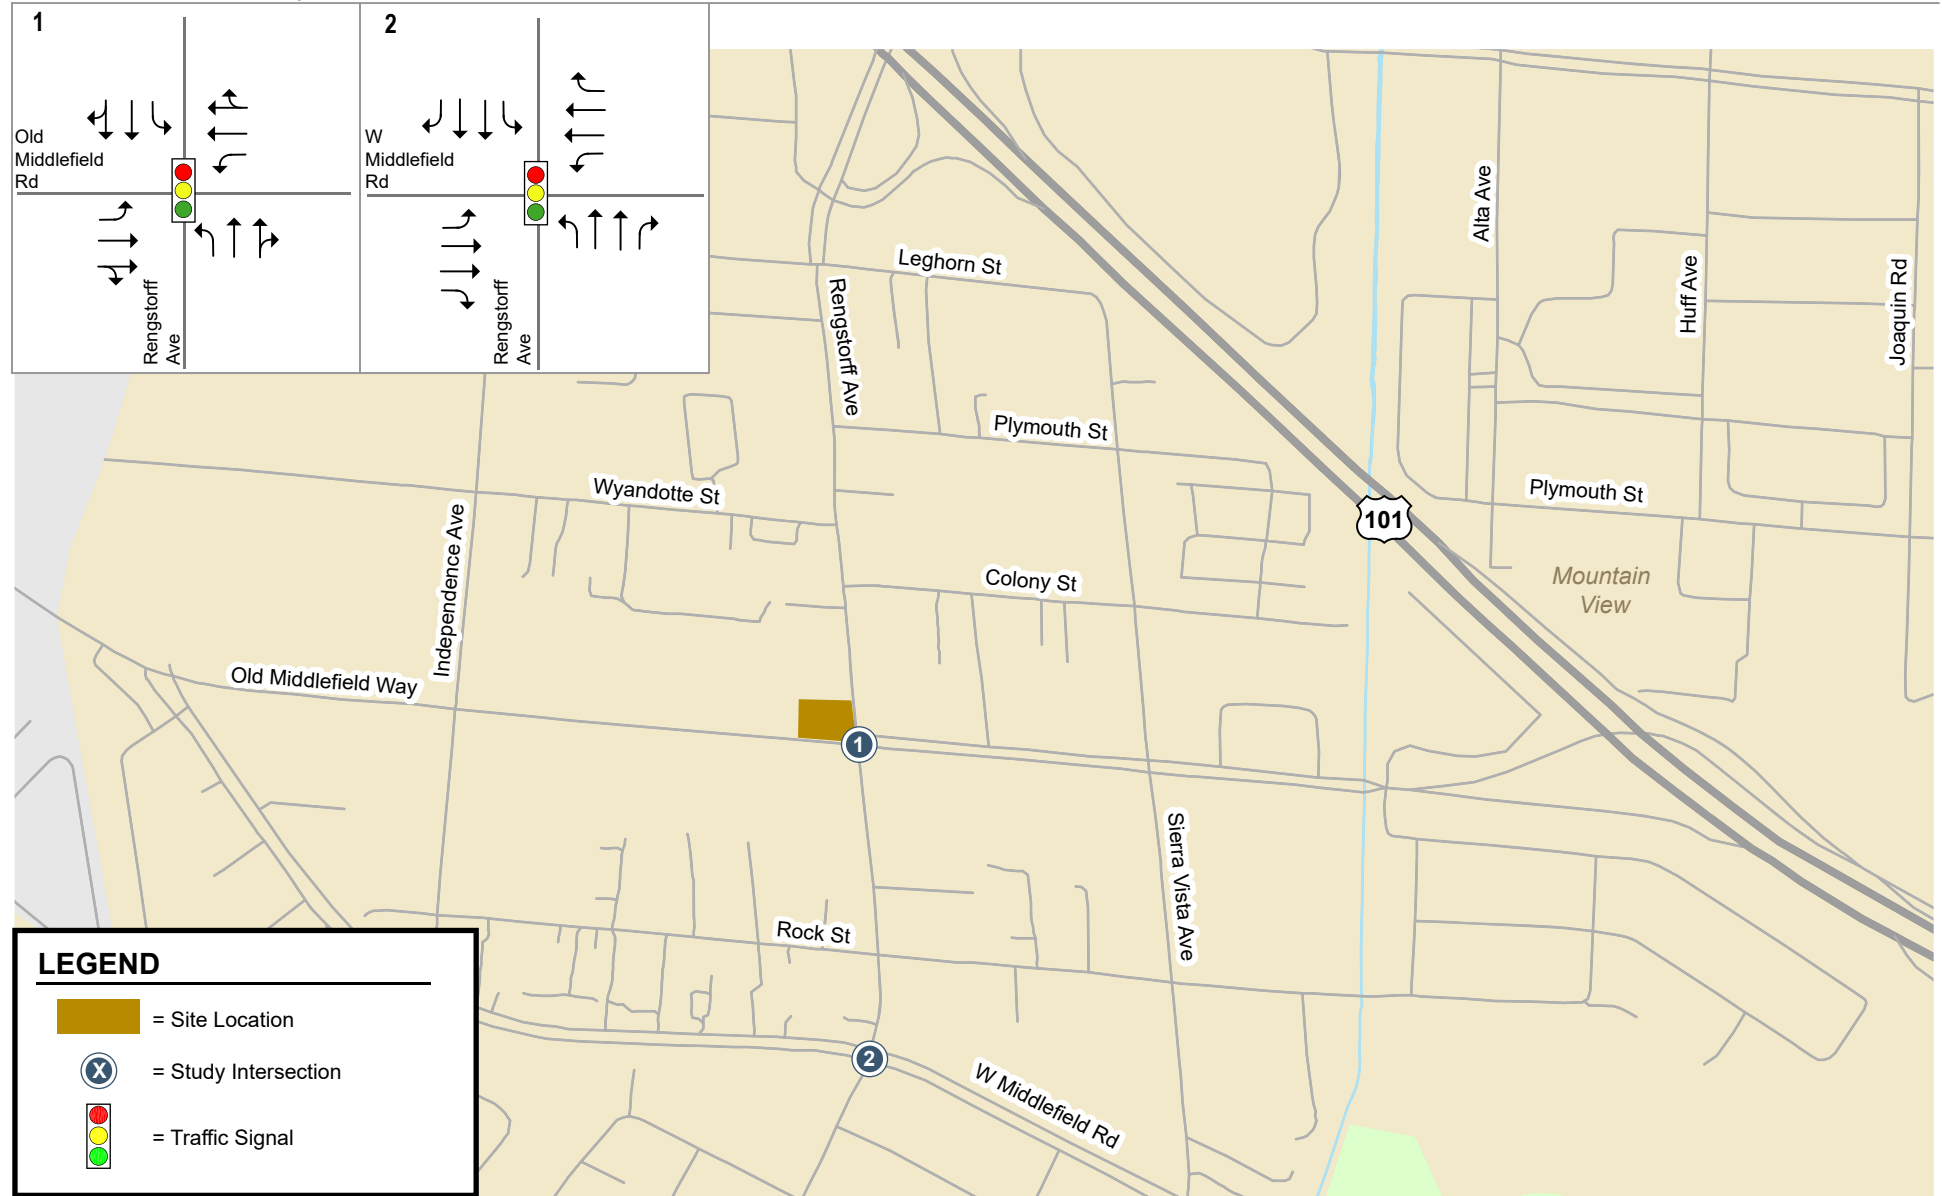 1
Old
Middlefield
Rd
Rengstorff
Ave
2
W
Middlefield
Rd
Rengstorff
Ave
Leghorn St
Rengstorff Ave
Alta Ave
Huff Ave
Joaquin Rd
Plymouth St
Wyandotte St
Plymouth St
101
Independence Ave
Colony St
Mountain
View
Old Middlefield Way
1
Sierra Vista Ave
Rock St
2
W Middlefield Rd
LEGEND
= Site Location
X
= Study Intersection
= Traffic Signal